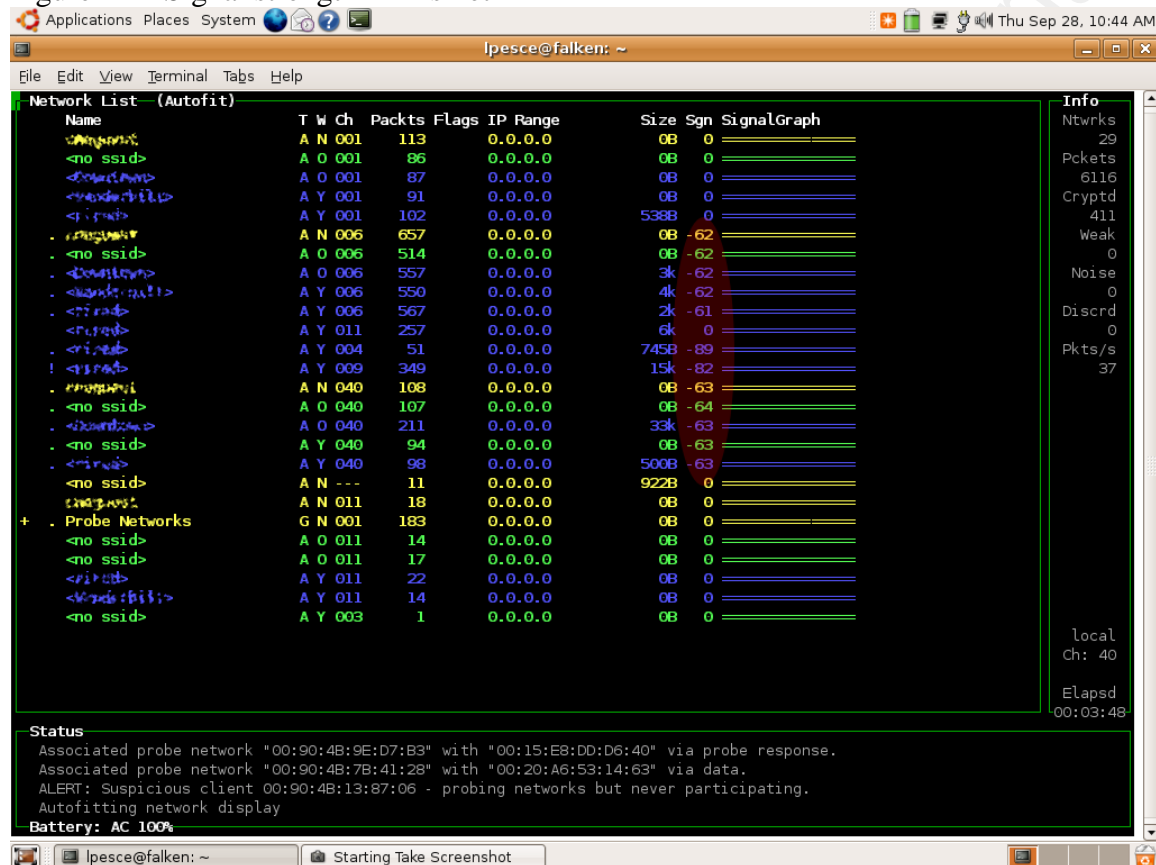 Applications Places System Thu Sep 28, 10:44 AM
lpesce@falken: ~
File Edit View Terminal Tabs Help
Network List (Autofit) Info
Name T W Ch Packts Flags IP Range Size Sgn SignalGraph Ntwrks
A N 001 113 0.0.0.0 0B 0 29
<no ssid> A O 001 86 0.0.0.0 0B 0 Pckets
A O 001 87 0.0.0.0 0B 0 6116
A Y 001 91 0.0.0.0 0B 0 Cryptd
A Y 001 102 0.0.0.0 538B 0 411
. A N 006 657 0.0.0.0 0B -62 Weak
. <no ssid> A O 006 514 0.0.0.0 0B -62 0
. A O 006 557 0.0.0.0 3k -62 Noise
. A Y 006 550 0.0.0.0 4k -62 0
. A Y 006 567 0.0.0.0 2k -61 Discrd
A Y 011 257 0.0.0.0 6k 0 0
. A Y 004 51 0.0.0.0 745B -89 Pkts/s
! A Y 009 349 0.0.0.0 15k -82 37
. A N 040 108 0.0.0.0 0B -63
. <no ssid> A O 040 107 0.0.0.0 0B -64
. A O 040 211 0.0.0.0 33k -63
. <no ssid> A Y 040 94 0.0.0.0 0B -63
. A Y 040 98 0.0.0.0 500B -63
<no ssid> A N --- 11 0.0.0.0 922B 0
A N 011 18 0.0.0.0 0B 0
+ . Probe Networks G N 001 183 0.0.0.0 0B 0
<no ssid> A O 011 14 0.0.0.0 0B 0
<no ssid> A O 011 17 0.0.0.0 0B 0
A Y 011 22 0.0.0.0 0B 0
A Y 011 14 0.0.0.0 0B 0
<no ssid> A Y 003 1 0.0.0.0 0B 0
local
Ch: 40
Elapsd
00:03:48
Status
Associated probe network "00:90:4B:9E:D7:B3" with "00:15:E8:DD:D6:40" via probe response.
Associated probe network "00:90:4B:7B:41:28" with "00:20:A6:53:14:63" via data.
ALERT: Suspicious client 00:90:4B:13:87:06 - probing networks but never participating.
Autofitting network display
Battery: AC 100%
lpesce@falken: ~ Starting Take Screenshot